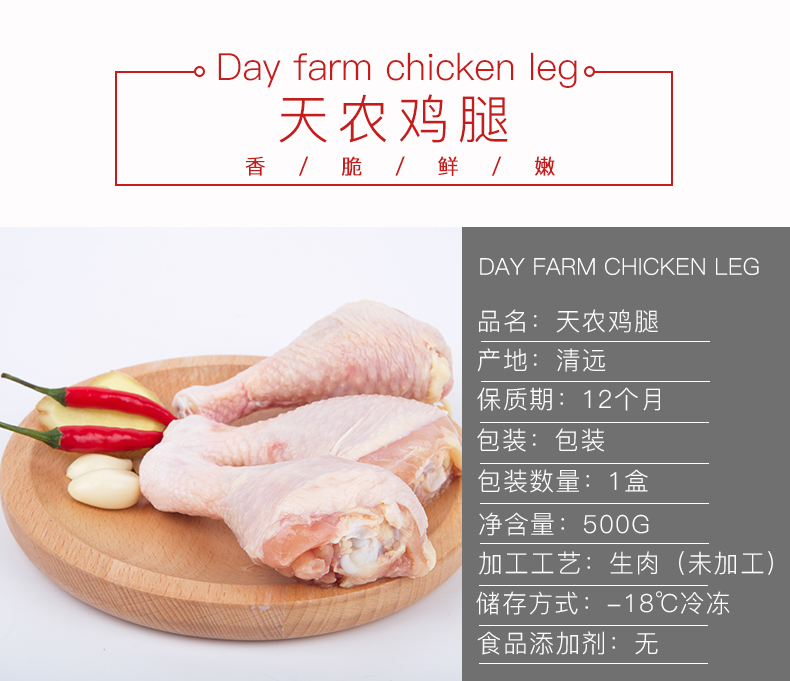 Day farm chicken leg
天农鸡腿
香 / 脆 / 鲜 / 嫩
DAY FARM CHICKEN LEG
品名：天农鸡腿
产地：清远
保质期：12个月
包装：包装
包装数量：1盒
净含量：500G
加工工艺：生肉（未加工）
储存方式：-18℃冷冻
食品添加剂：无